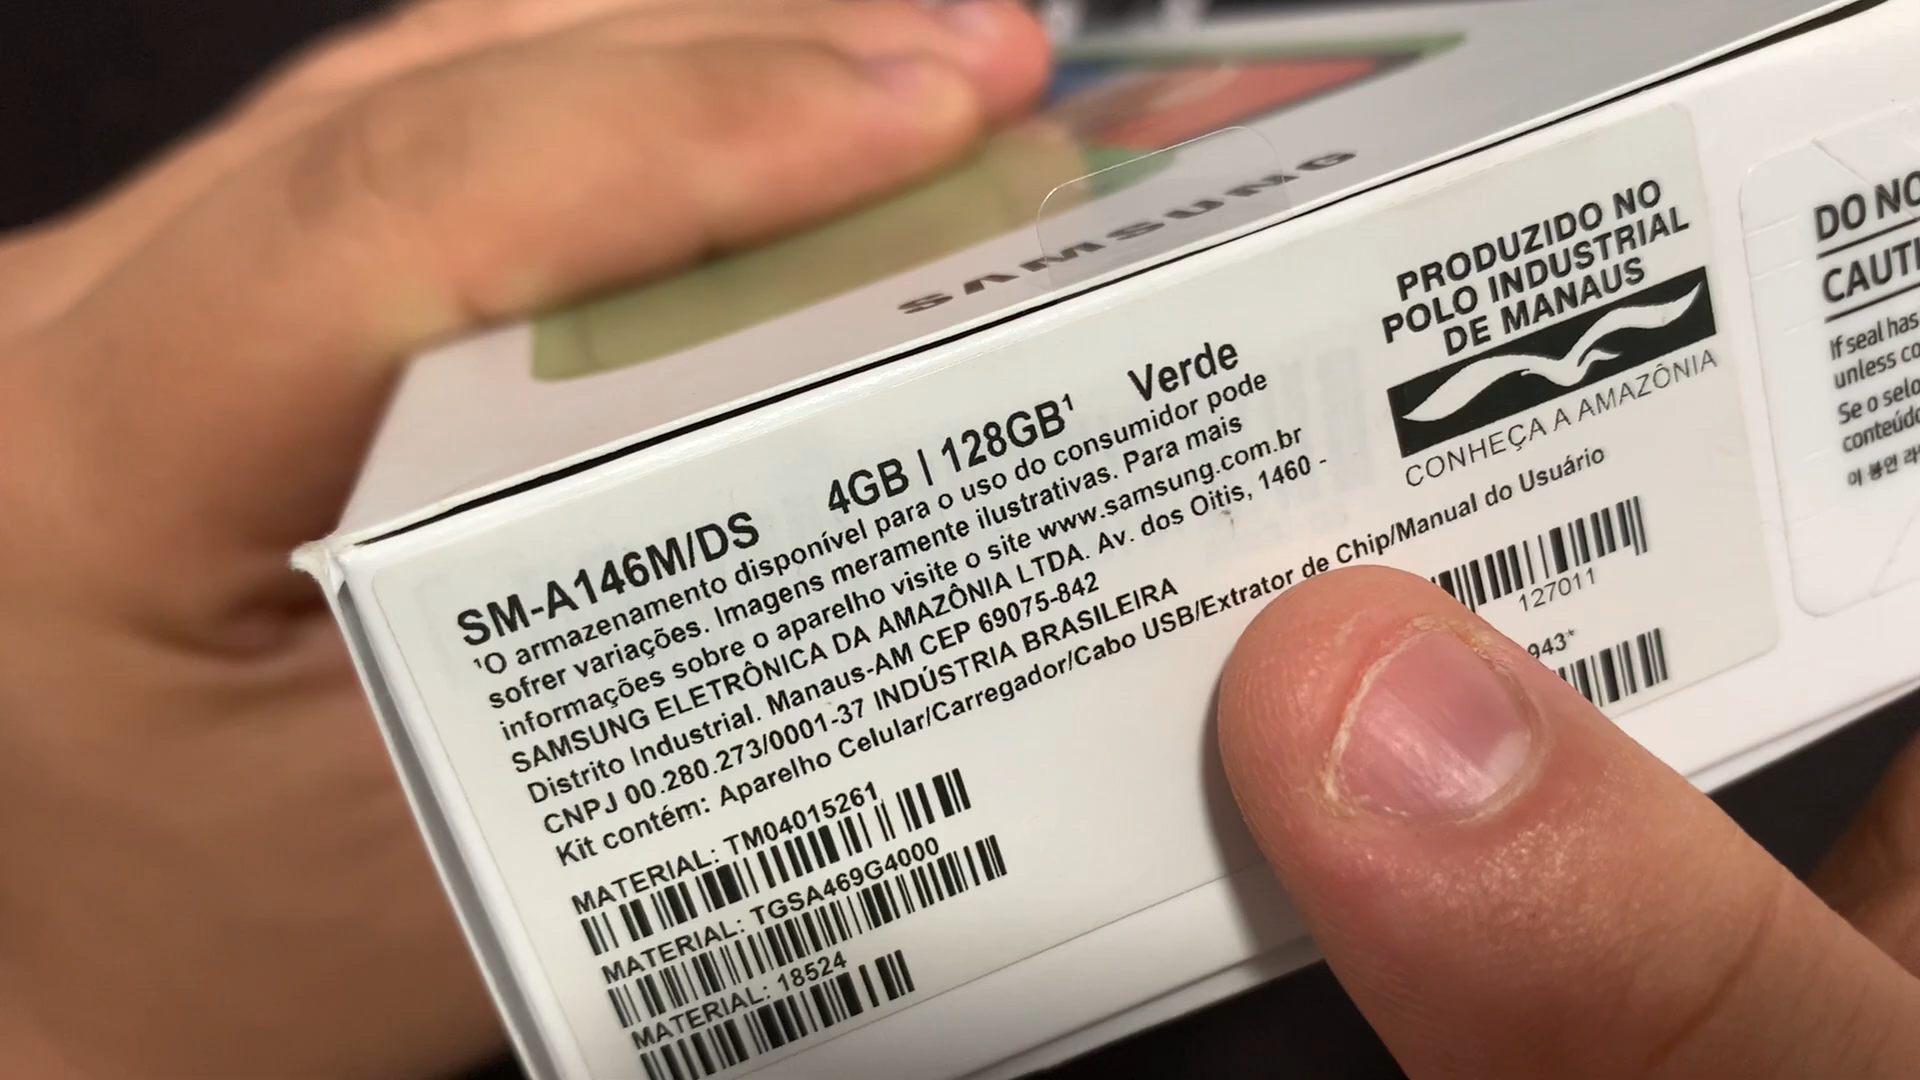 SAMSUNG
SM-A146M/DS 4GB | 128GB¹ Verde
¹O armazenamento disponível para o uso do consumidor pode
sofrer variações. Imagens meramente ilustrativas. Para mais
informações sobre o aparelho visite o site www.samsung.com.br
SAMSUNG ELETRÔNICA DA AMAZÔNIA LTDA. Av. dos Oitis, 1460 -
Distrito Industrial. Manaus-AM CEP 69075-842
CNPJ 00.280.273/0001-37 INDÚSTRIA BRASILEIRA
Kit contém: Aparelho Celular/Carregador/Cabo USB/Extrator de Chip/Manual do Usuário
MATERIAL: TM04015261
MATERIAL: TGSA469G4000
MATERIAL: 18524
PRODUZIDO NO
POLO INDUSTRIAL
DE MANAUS
CONHEÇA A AMAZÔNIA
127011
943*
DO NO
CAUTI
If seal has
unless co
Se o selo
conteúdo